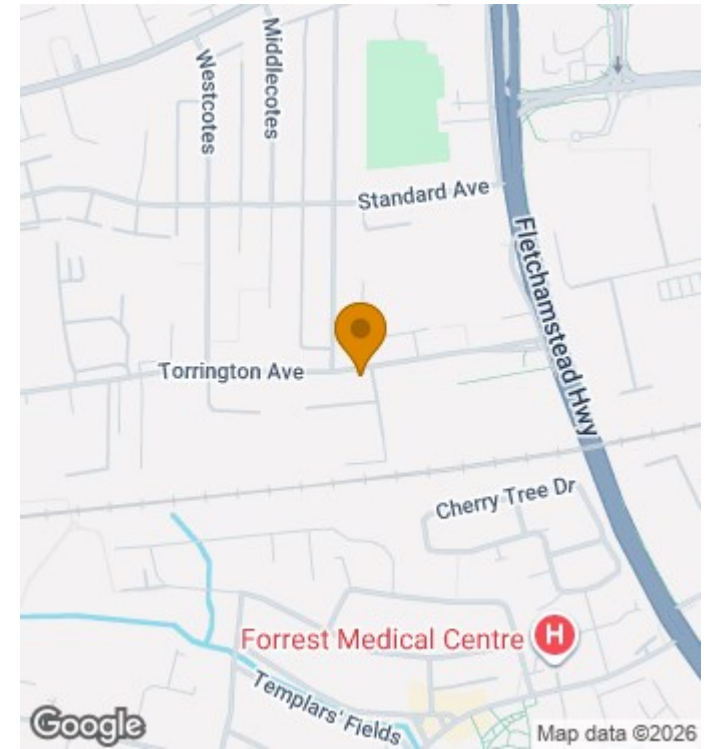 Westcotes
Middlecotes
Standard Ave
Fletchamstead Hwy
Torrington Ave
Cherry Tree Dr
Forrest Medical Centre H
Templars' Fields
Google
Map data ©2026